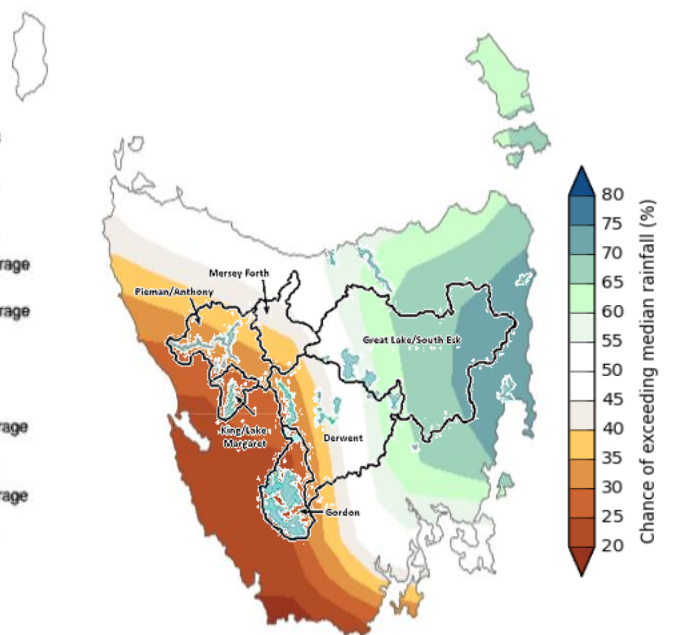 rage
rage
rage
rage
Mersey Forth
Pieman/Anthony
Great Lake/South Esk
King/Lake
Margaret
Derwent
Gordon
80
75
70
65
60
55
50
45
40
35
30
25
20
Chance of exceeding median rainfall (%)